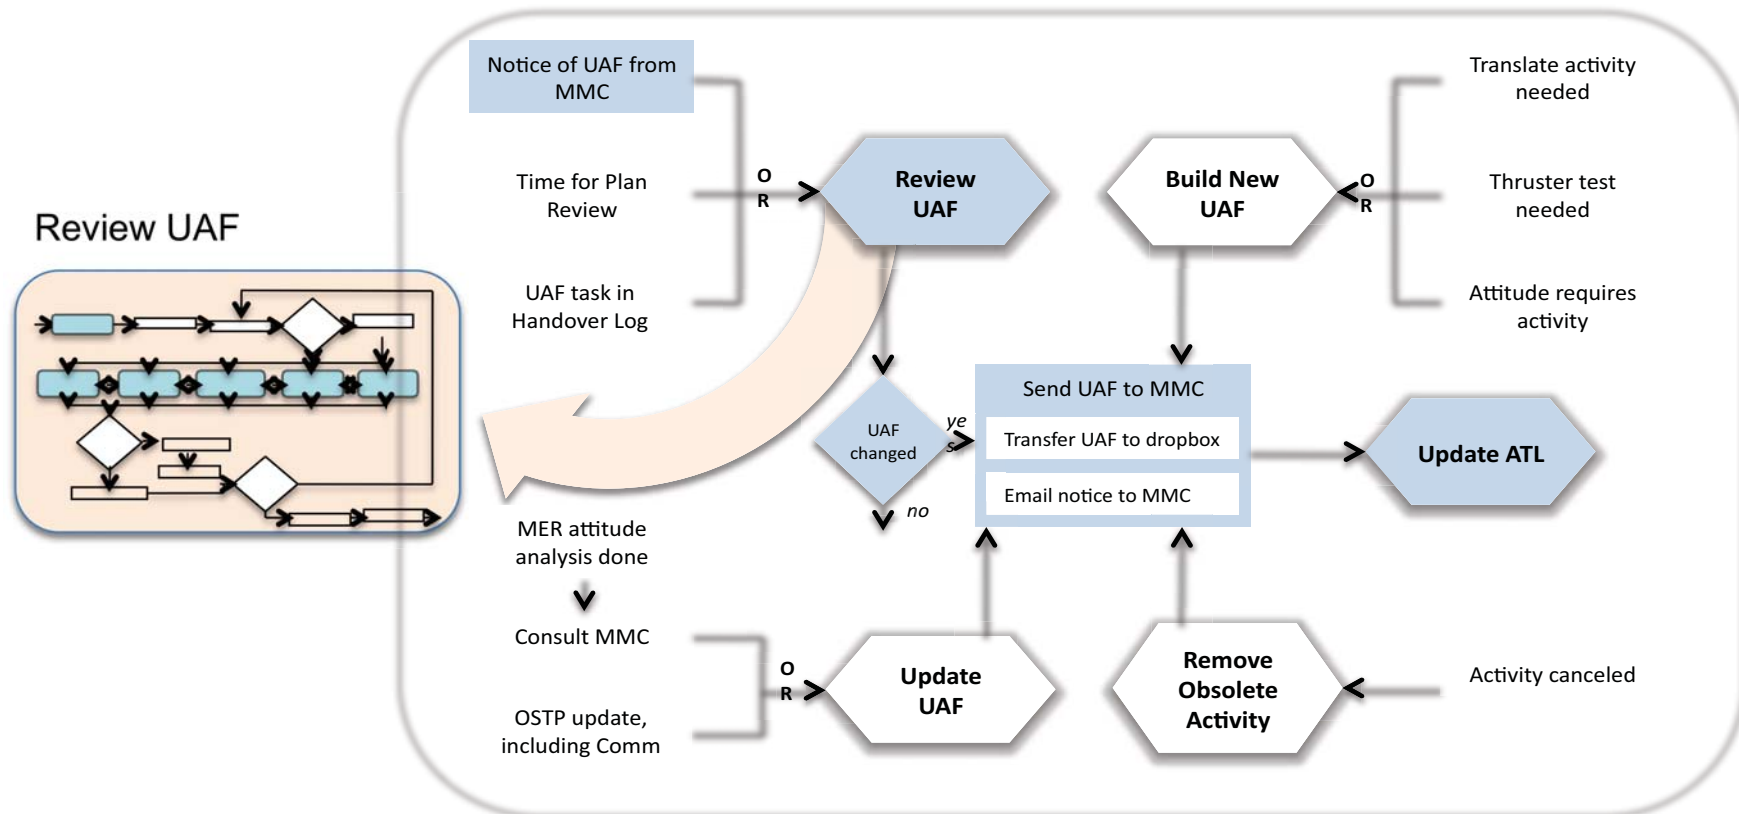 Review UAF
Notice of UAF from
MMC
Time for Plan
Review
UAF task in
Handover Log
O
R
Review
UAF
Build New
UAF
O
R
Translate activity
needed
Thruster test
needed
Attitude requires
activity
UAF
changed
ye
s
no
Send UAF to MMC
Transfer UAF to dropbox
Email notice to MMC
Update ATL
MER attitude
analysis done
Consult MMC
OSTP update,
including Comm
O
R
Update
UAF
Remove
Obsolete
Activity
Activity canceled